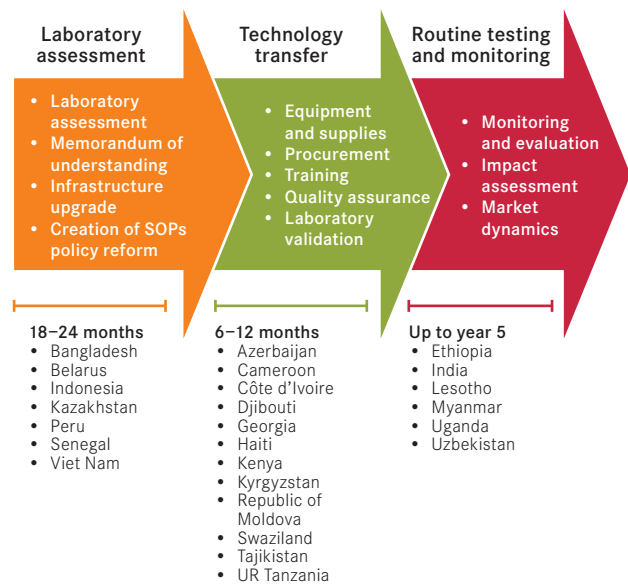 Laboratory
assessment
• Laboratory
assessment
• Memorandum of
understanding
• Infrastructure
upgrade
• Creation of SOPs
policy reform
18–24 months
• Bangladesh
• Belarus
• Indonesia
• Kazakhstan
• Peru
• Senegal
• Viet Nam
Technology
transfer
• Equipment
and supplies
• Procurement
• Training
• Quality assurance
• Laboratory
validation
6–12 months
• Azerbaijan
• Cameroon
• Côte d’Ivoire
• Djibouti
• Georgia
• Haiti
• Kenya
• Kyrgyzstan
• Republic of
Moldova
• Swaziland
• Tajikistan
• UR Tanzania
Routine testing
and monitoring
• Monitoring
and evaluation
• Impact
assessment
• Market
dynamics
Up to year 5
• Ethiopia
• India
• Lesotho
• Myanmar
• Uganda
• Uzbekistan